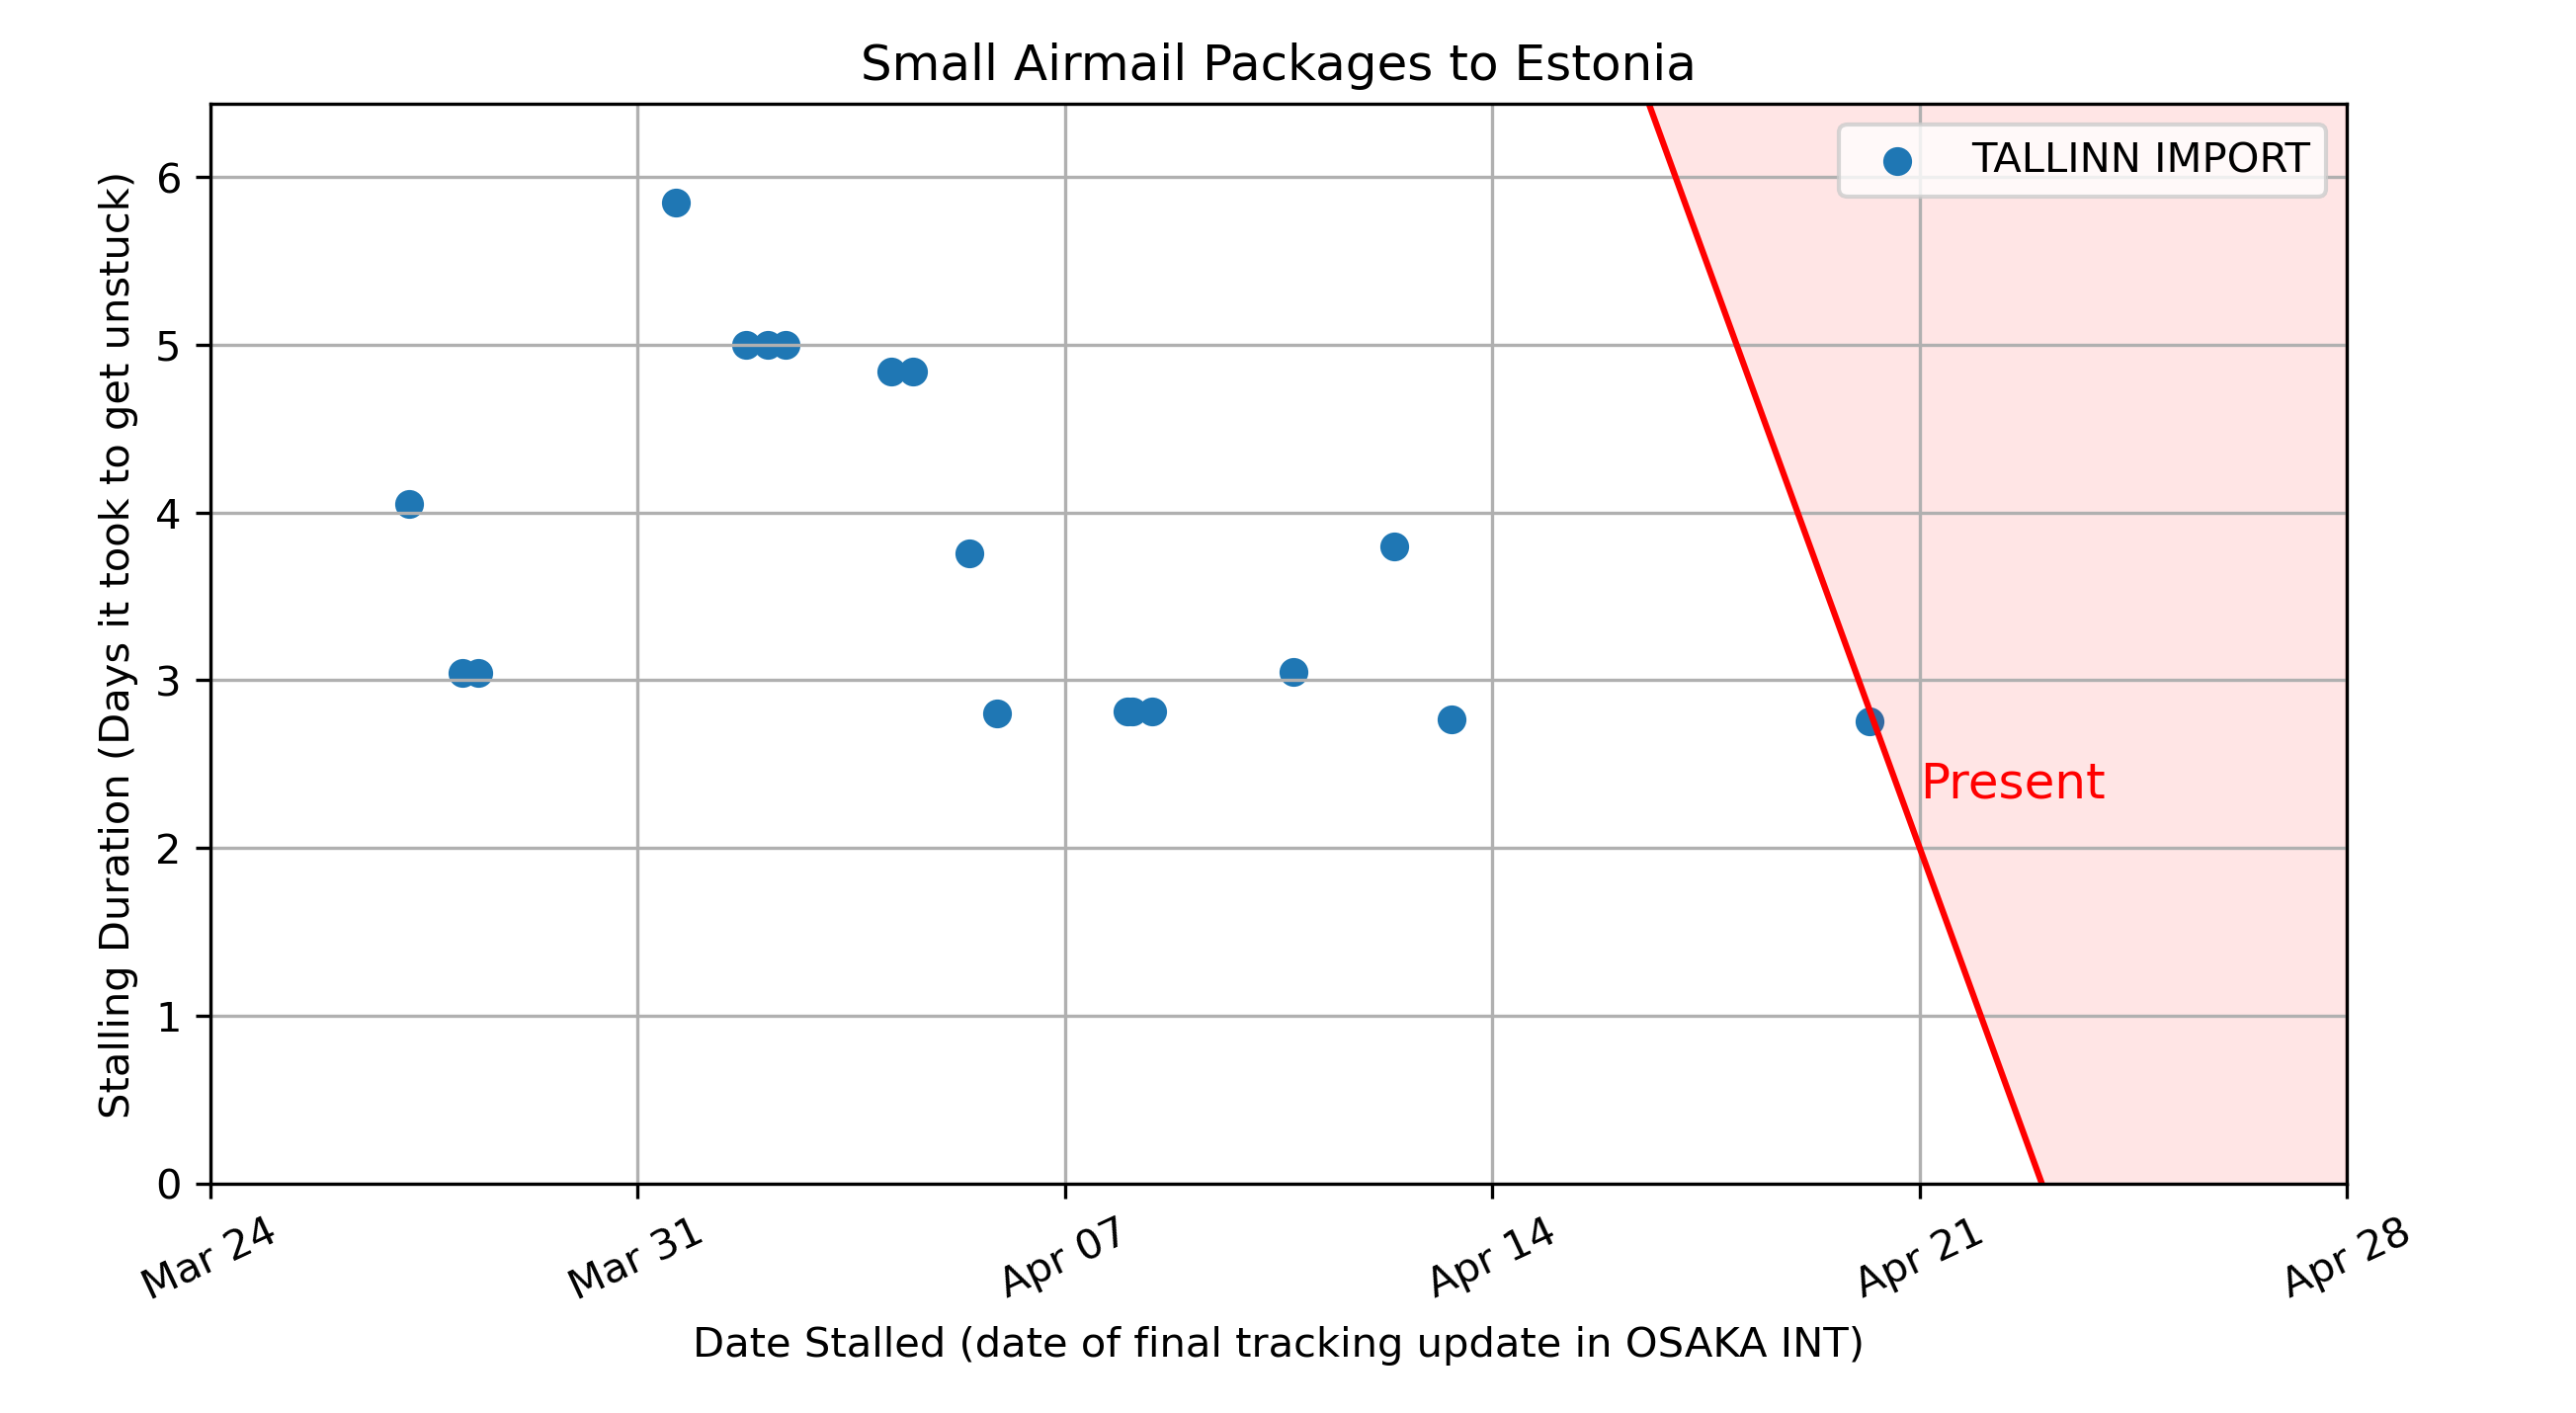 Small Airmail Packages to Estonia
TALLINN IMPORT
Stalling Duration (Days it took to get unstuck)
6
5
4
3
2
1
0
Present
Mar 24
Mar 31
Apr 07
Apr 14
Apr 21
Apr 28
Date Stalled (date of final tracking update in OSAKA INT)